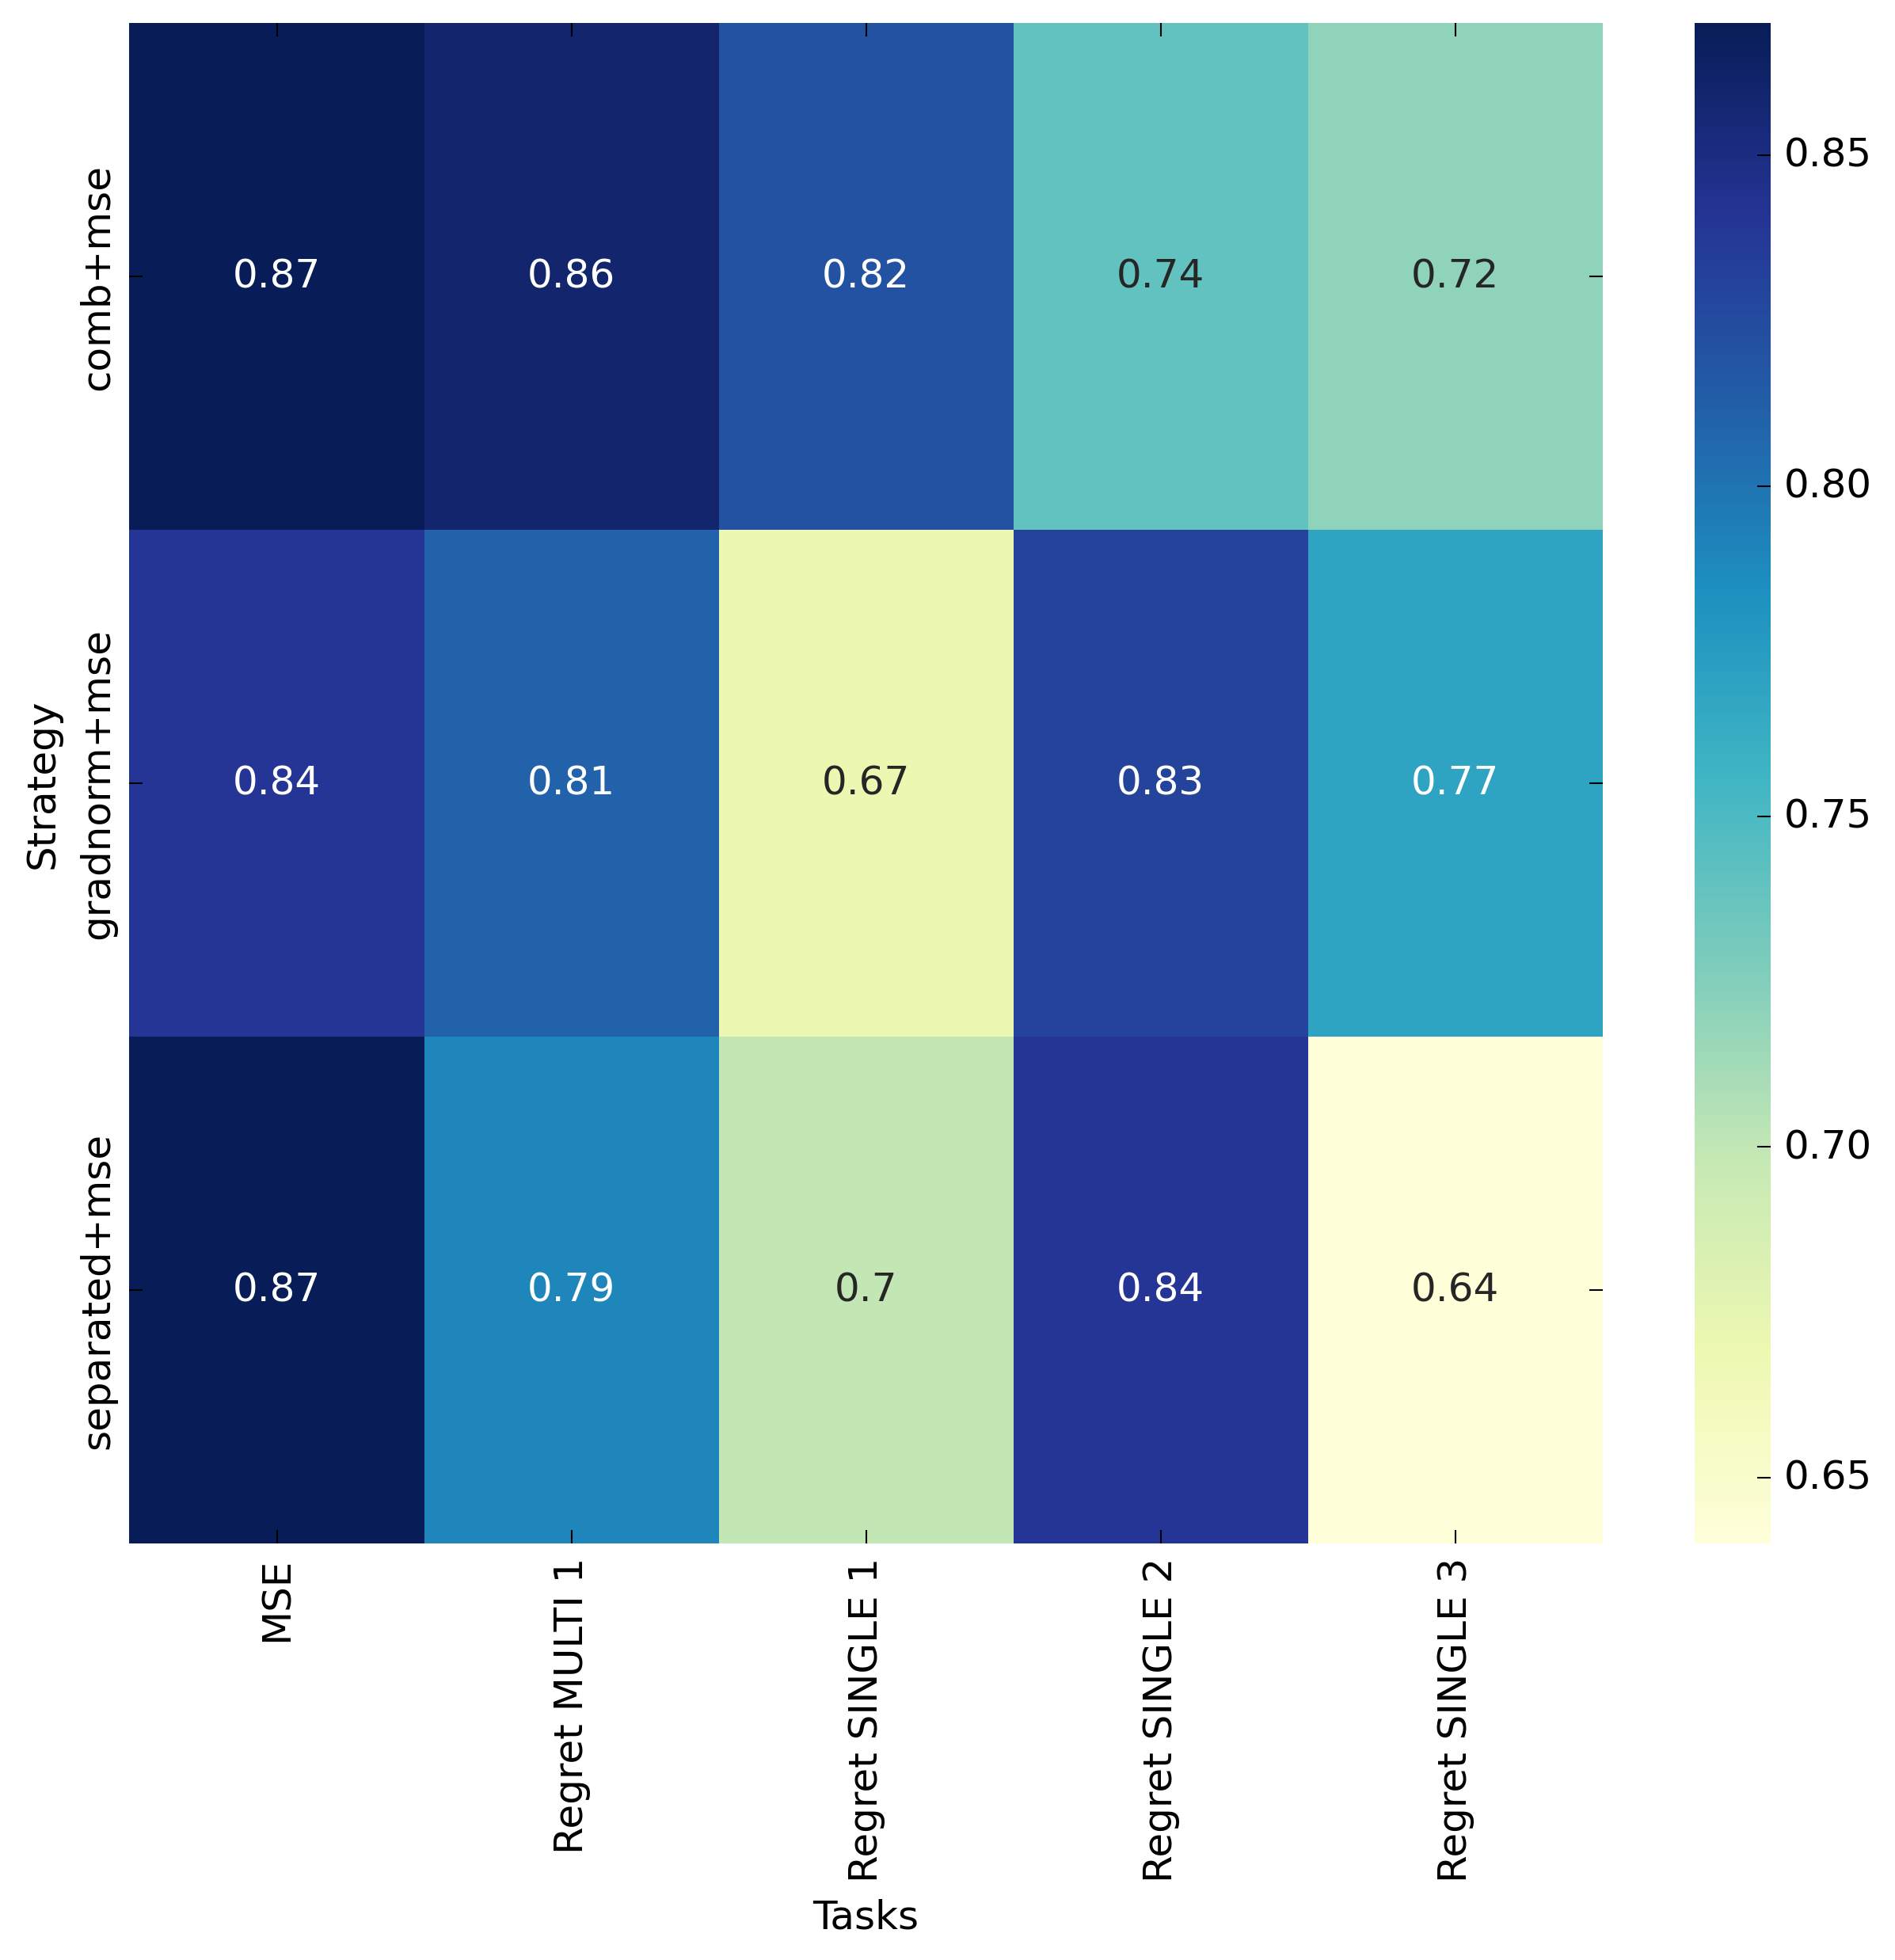 Strategy
comb+mse
0.87 0.86 0.82 0.74 0.72
gradnorm+mse
0.84 0.81 0.67 0.83 0.77
separated+mse
0.87 0.79 0.7 0.84 0.64
MSE
Regret MULTI 1
Regret SINGLE 1
Regret SINGLE 2
Regret SINGLE 3
Tasks
0.85
0.80
0.75
0.70
0.65